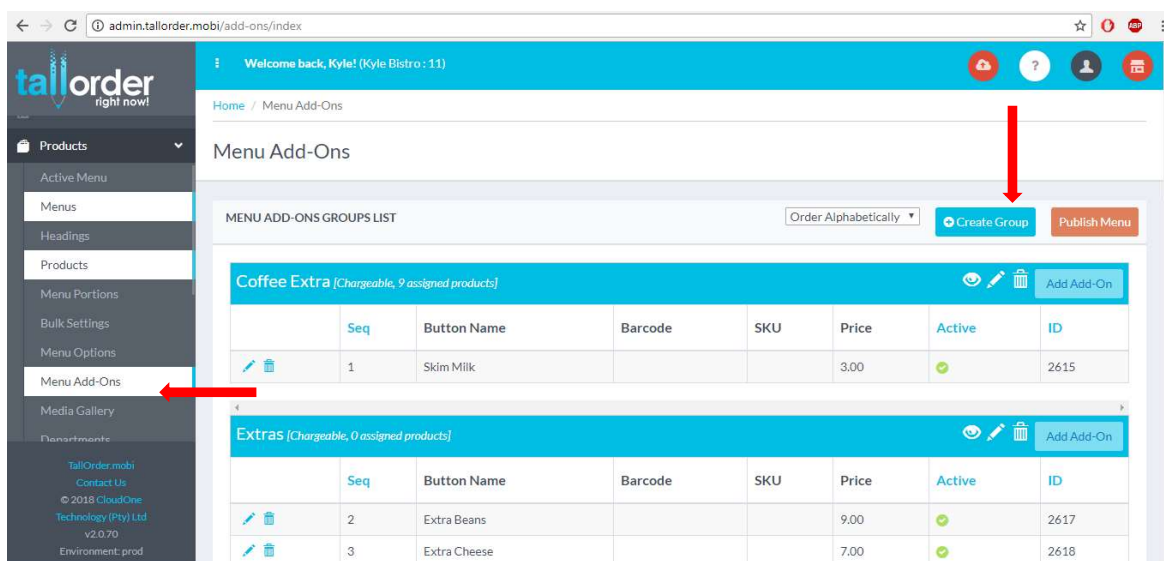 admin.tallorder.mobi/add-ons/index
ABP
tallorder
right now!
Welcome back, Kyle! (Kyle Bistro : 11)
?
Home / Menu Add-Ons
Products
Active Menu
Menus
Headings
Products
Menu Portions
Bulk Settings
Menu Options
Menu Add-Ons
Media Gallery
Departments
TallOrder.mobi
Contact Us
© 2018 CloudOne
Technology (Pty) Ltd
v2.0.70
Environment: prod
Menu Add-Ons
MENU ADD-ONS GROUPS LIST
Order Alphabetically
Create Group
Publish Menu
Coffee Extra [Chargeable, 9 assigned products]
Add Add-On
Seq Button Name Barcode SKU Price Active ID
1 Skim Milk 3.00 2615
Extras [Chargeable, 0 assigned products]
Add Add-On
Seq Button Name Barcode SKU Price Active ID
2 Extra Beans 9.00 2617
3 Extra Cheese 7.00 2618